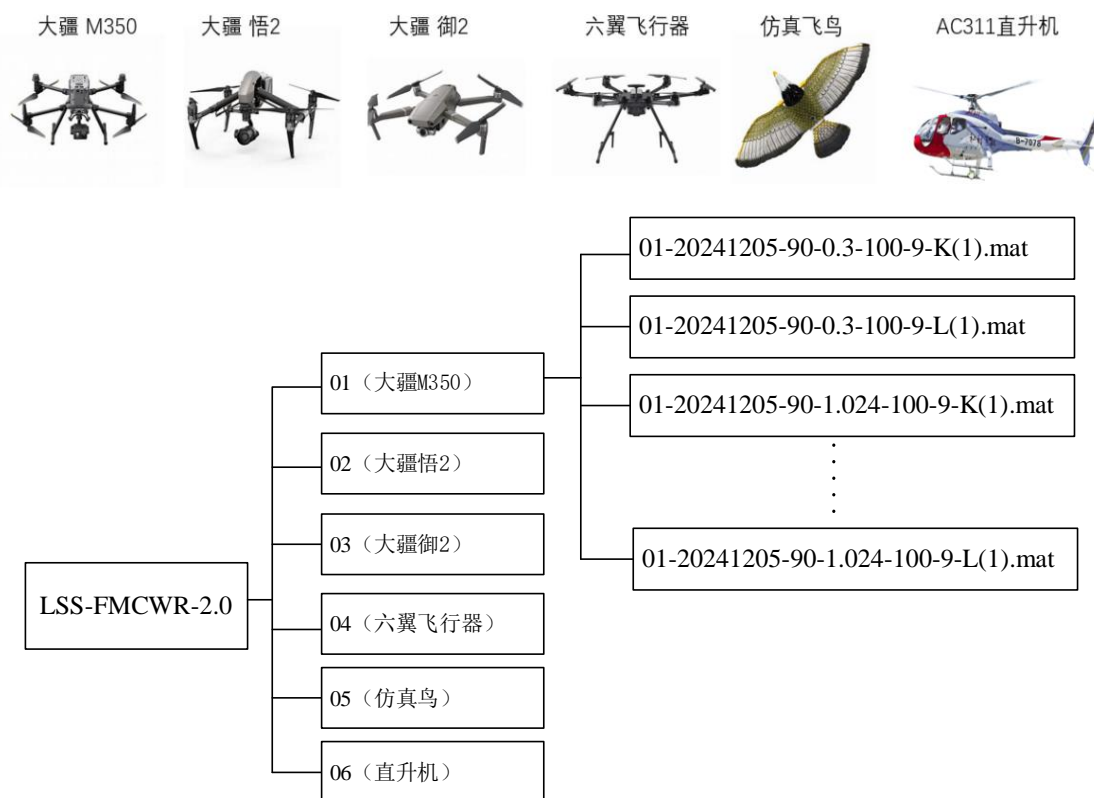 大疆 M350
大疆 悟2
大疆 御2
六翼飞行器
仿真飞鸟
AC311直升机
B-7078
01-20241205-90-0.3-100-9-K(1).mat
01-20241205-90-0.3-100-9-L(1).mat
01（大疆M350）
01-20241205-90-1.024-100-9-K(1).mat
02（大疆悟2）
03（大疆御2）
01-20241205-90-1.024-100-9-L(1).mat
LSS-FMCWR-2.0
04（六翼飞行器）
05（仿真鸟）
06（直升机）